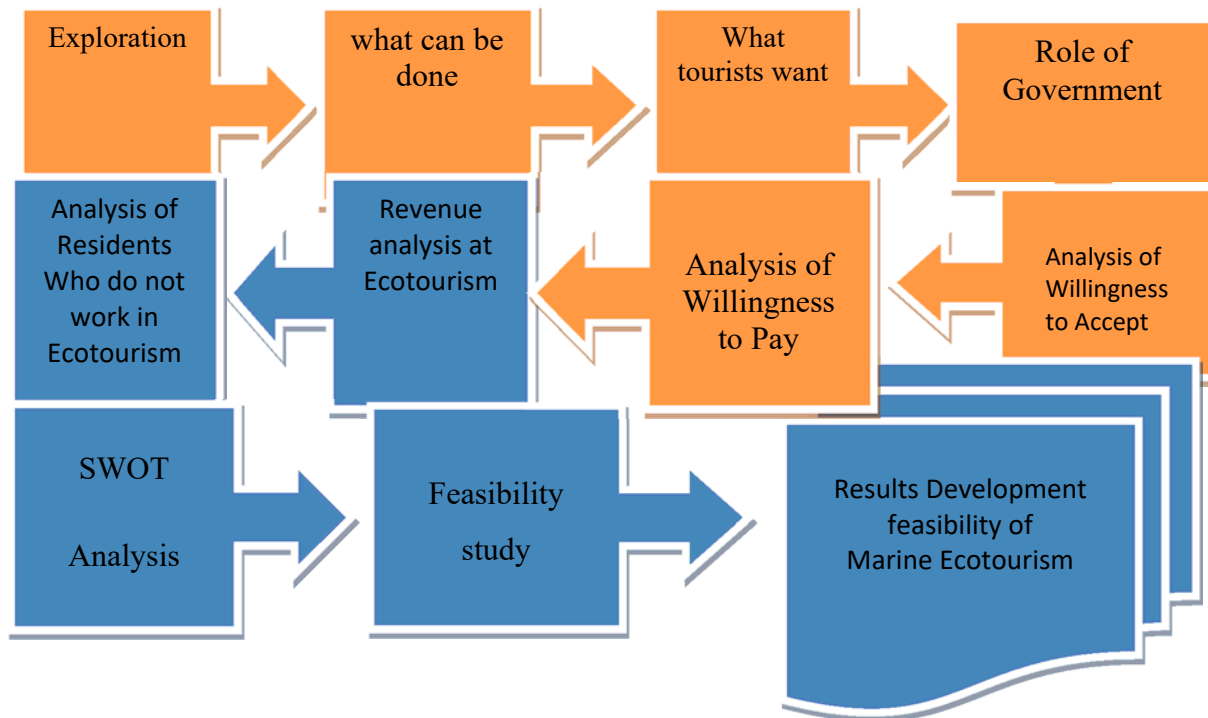 Exploration
what can be
done
What
tourists want
Role of
Government
Analysis of
Residents
Who do not
work in
Ecotourism
Revenue
analysis at
Ecotourism
Analysis of
Willingness
to Pay
Analysis of
Willingness
to Accept
SWOT
Analysis
Feasibility
study
Results Development
feasibility of
Marine Ecotourism